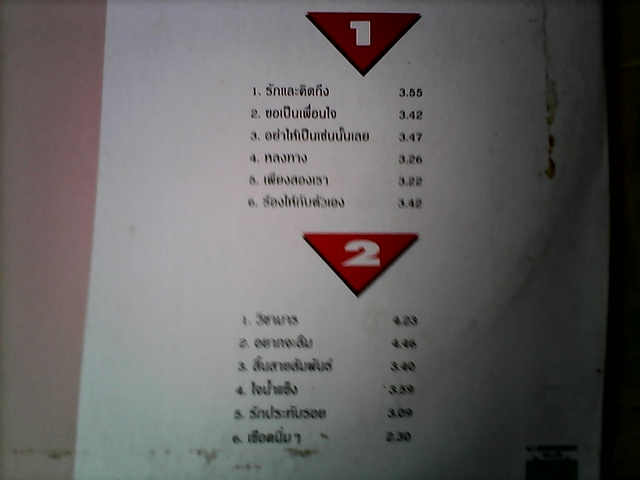 1
1. รักและคิดถึง 3.55
2. ขอเป็นเพื่อนใจ 3.42
3. อย่าให้เป็นเช่นนั้นเลย 3.47
4. หลงทาง 3.26
5. เพียงสองเรา 3.22
6. ร้องไห้กับตัวเอง 3.42
2
1. วิชามาร 4.23
2. อยากจะลืม 4.46
3. สิ้นสายสัมพันธ์ 3.40
4. ใจน้ำแข็ง 3.39
5. รักประทับรอย 3.09
6. เชือดนิ่มๆ 2.30